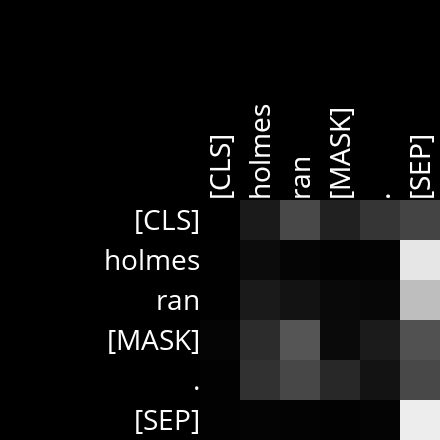 [CLS] holmes ran [MASK] . [SEP]
[CLS]
holmes
ran
[MASK]
.
[SEP]